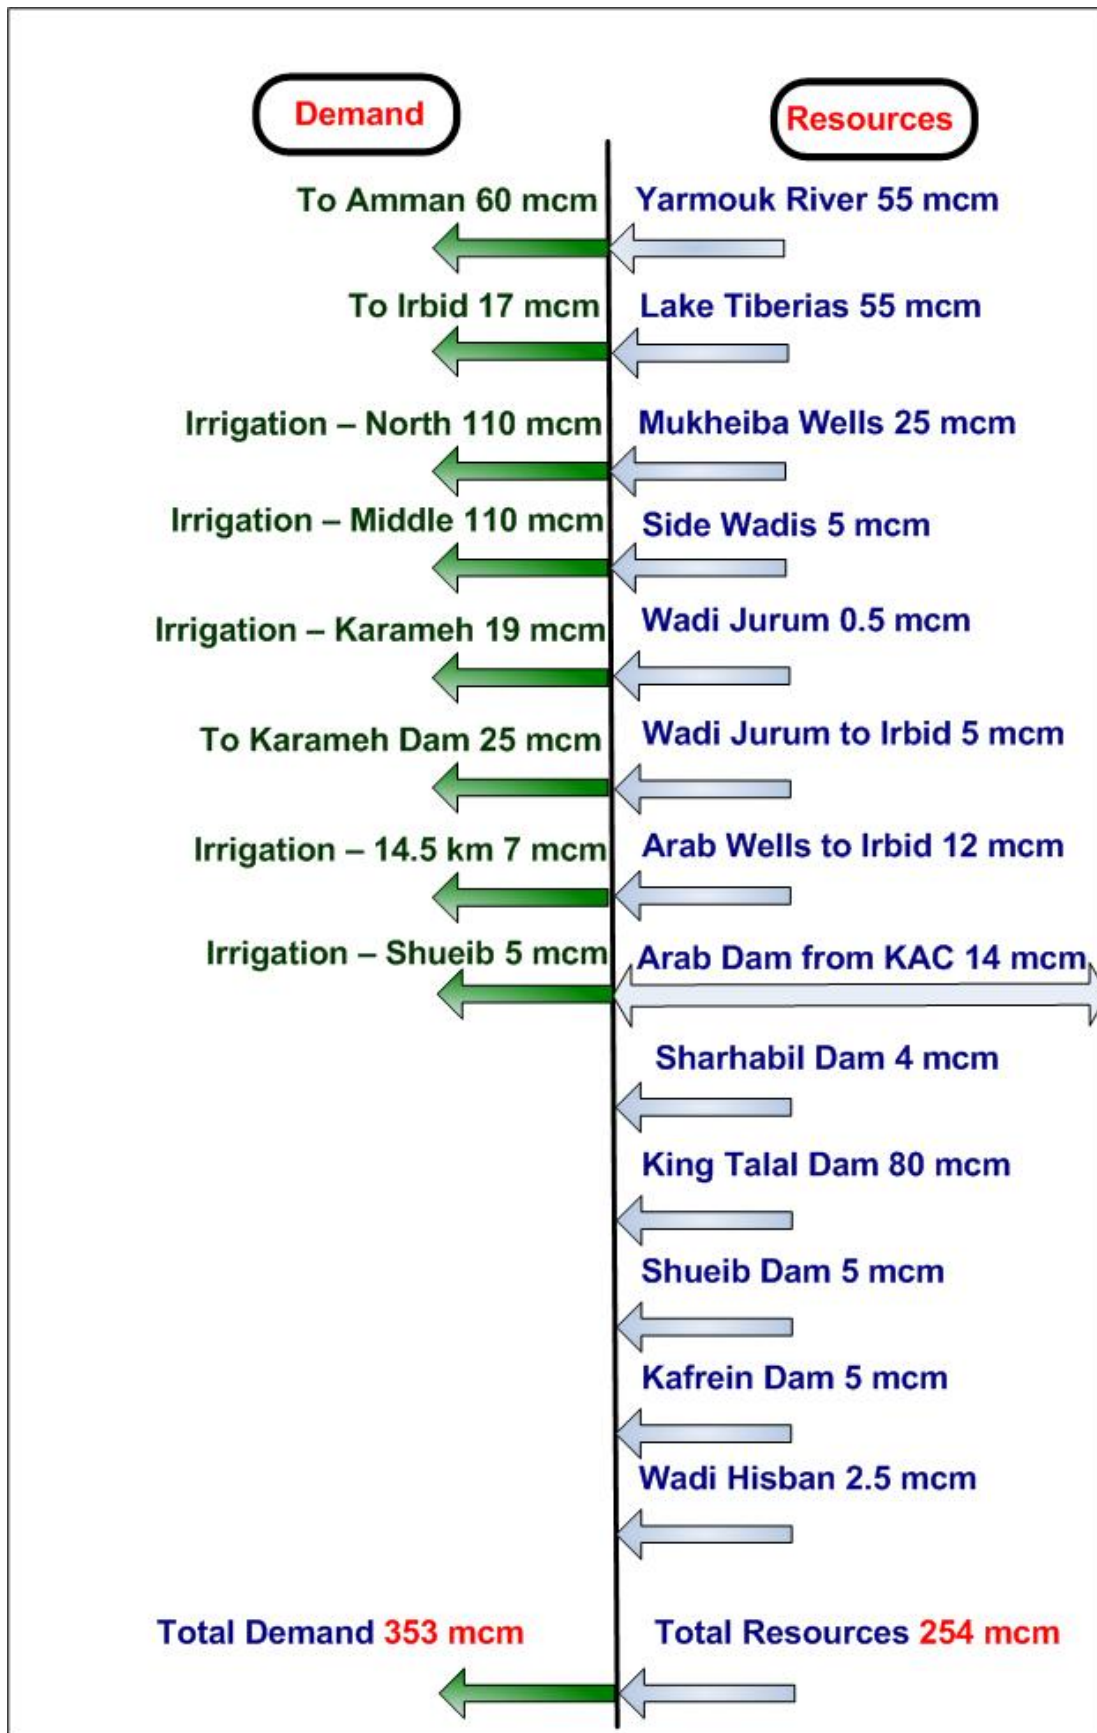 Demand
Resources
To Amman 60 mcm
Yarmouk River 55 mcm
To Irbid 17 mcm
Lake Tiberias 55 mcm
Irrigation – North 110 mcm
Mukheiba Wells 25 mcm
Irrigation – Middle 110 mcm
Side Wadis 5 mcm
Irrigation – Karameh 19 mcm
Wadi Jurum 0.5 mcm
To Karameh Dam 25 mcm
Wadi Jurum to Irbid 5 mcm
Irrigation – 14.5 km 7 mcm
Arab Wells to Irbid 12 mcm
Irrigation – Shueib 5 mcm
Arab Dam from KAC 14 mcm
Sharhabil Dam 4 mcm
King Talal Dam 80 mcm
Shueib Dam 5 mcm
Kafrein Dam 5 mcm
Wadi Hisban 2.5 mcm
Total Demand 353 mcm
Total Resources 254 mcm